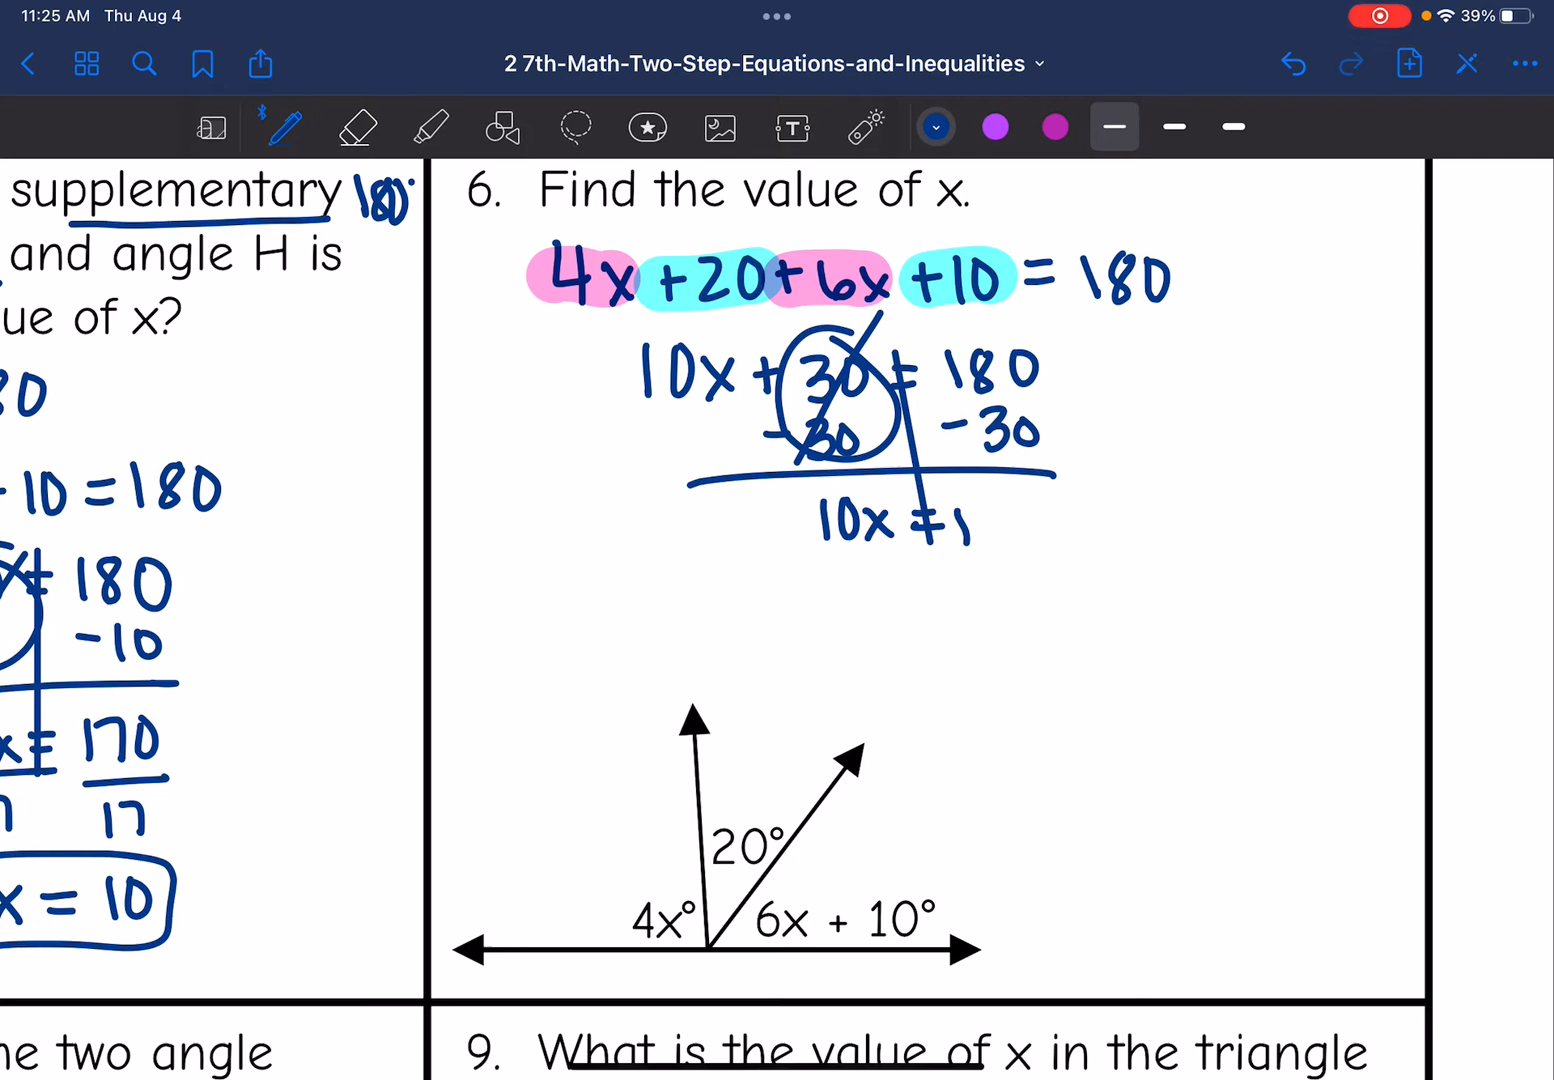 11:25 AM Thu Aug 4
39%
2 7th-Math-Two-Step-Equations-and-Inequalities
T
supplementary 180°
and angle H is
ue of x?
80
- 10 = 180
x = 180
-10
x = 170
17
x = 10
6. Find the value of x.
4x + 20 + 6x + 10 = 180
10x + 30 = 180
- 30 - 30
10x = 1
20°
4x° 6x + 10°
ne two angle
9. What is the value of x in the triangle